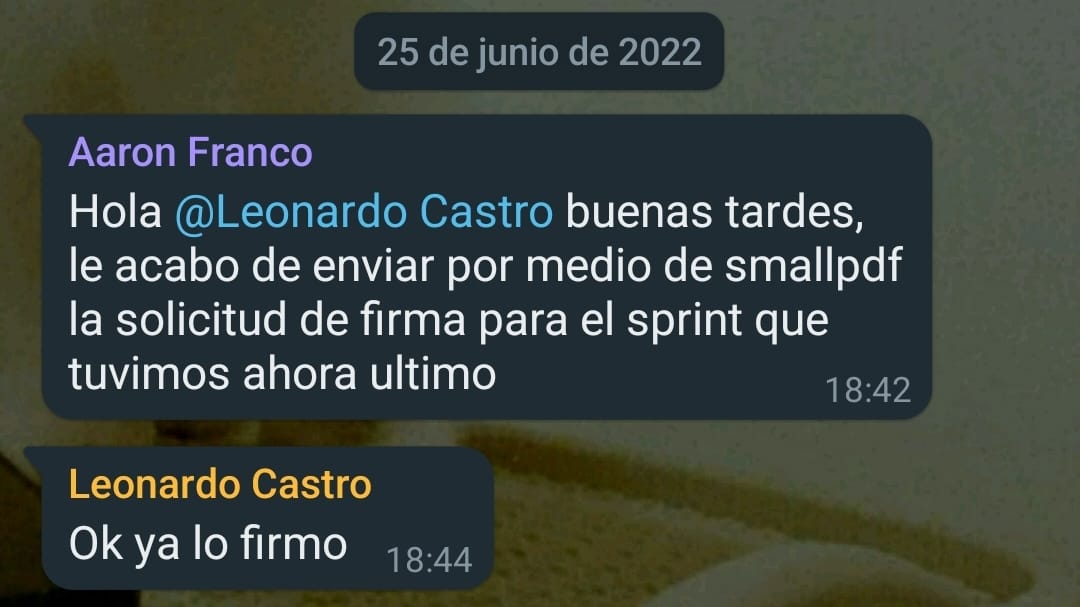 25 de junio de 2022
Aaron Franco
Hola @Leonardo Castro buenas tardes,
le acabo de enviar por medio de smallpdf
la solicitud de firma para el sprint que
tuvimos ahora ultimo
18:42
Leonardo Castro
Ok ya lo firmo
18:44